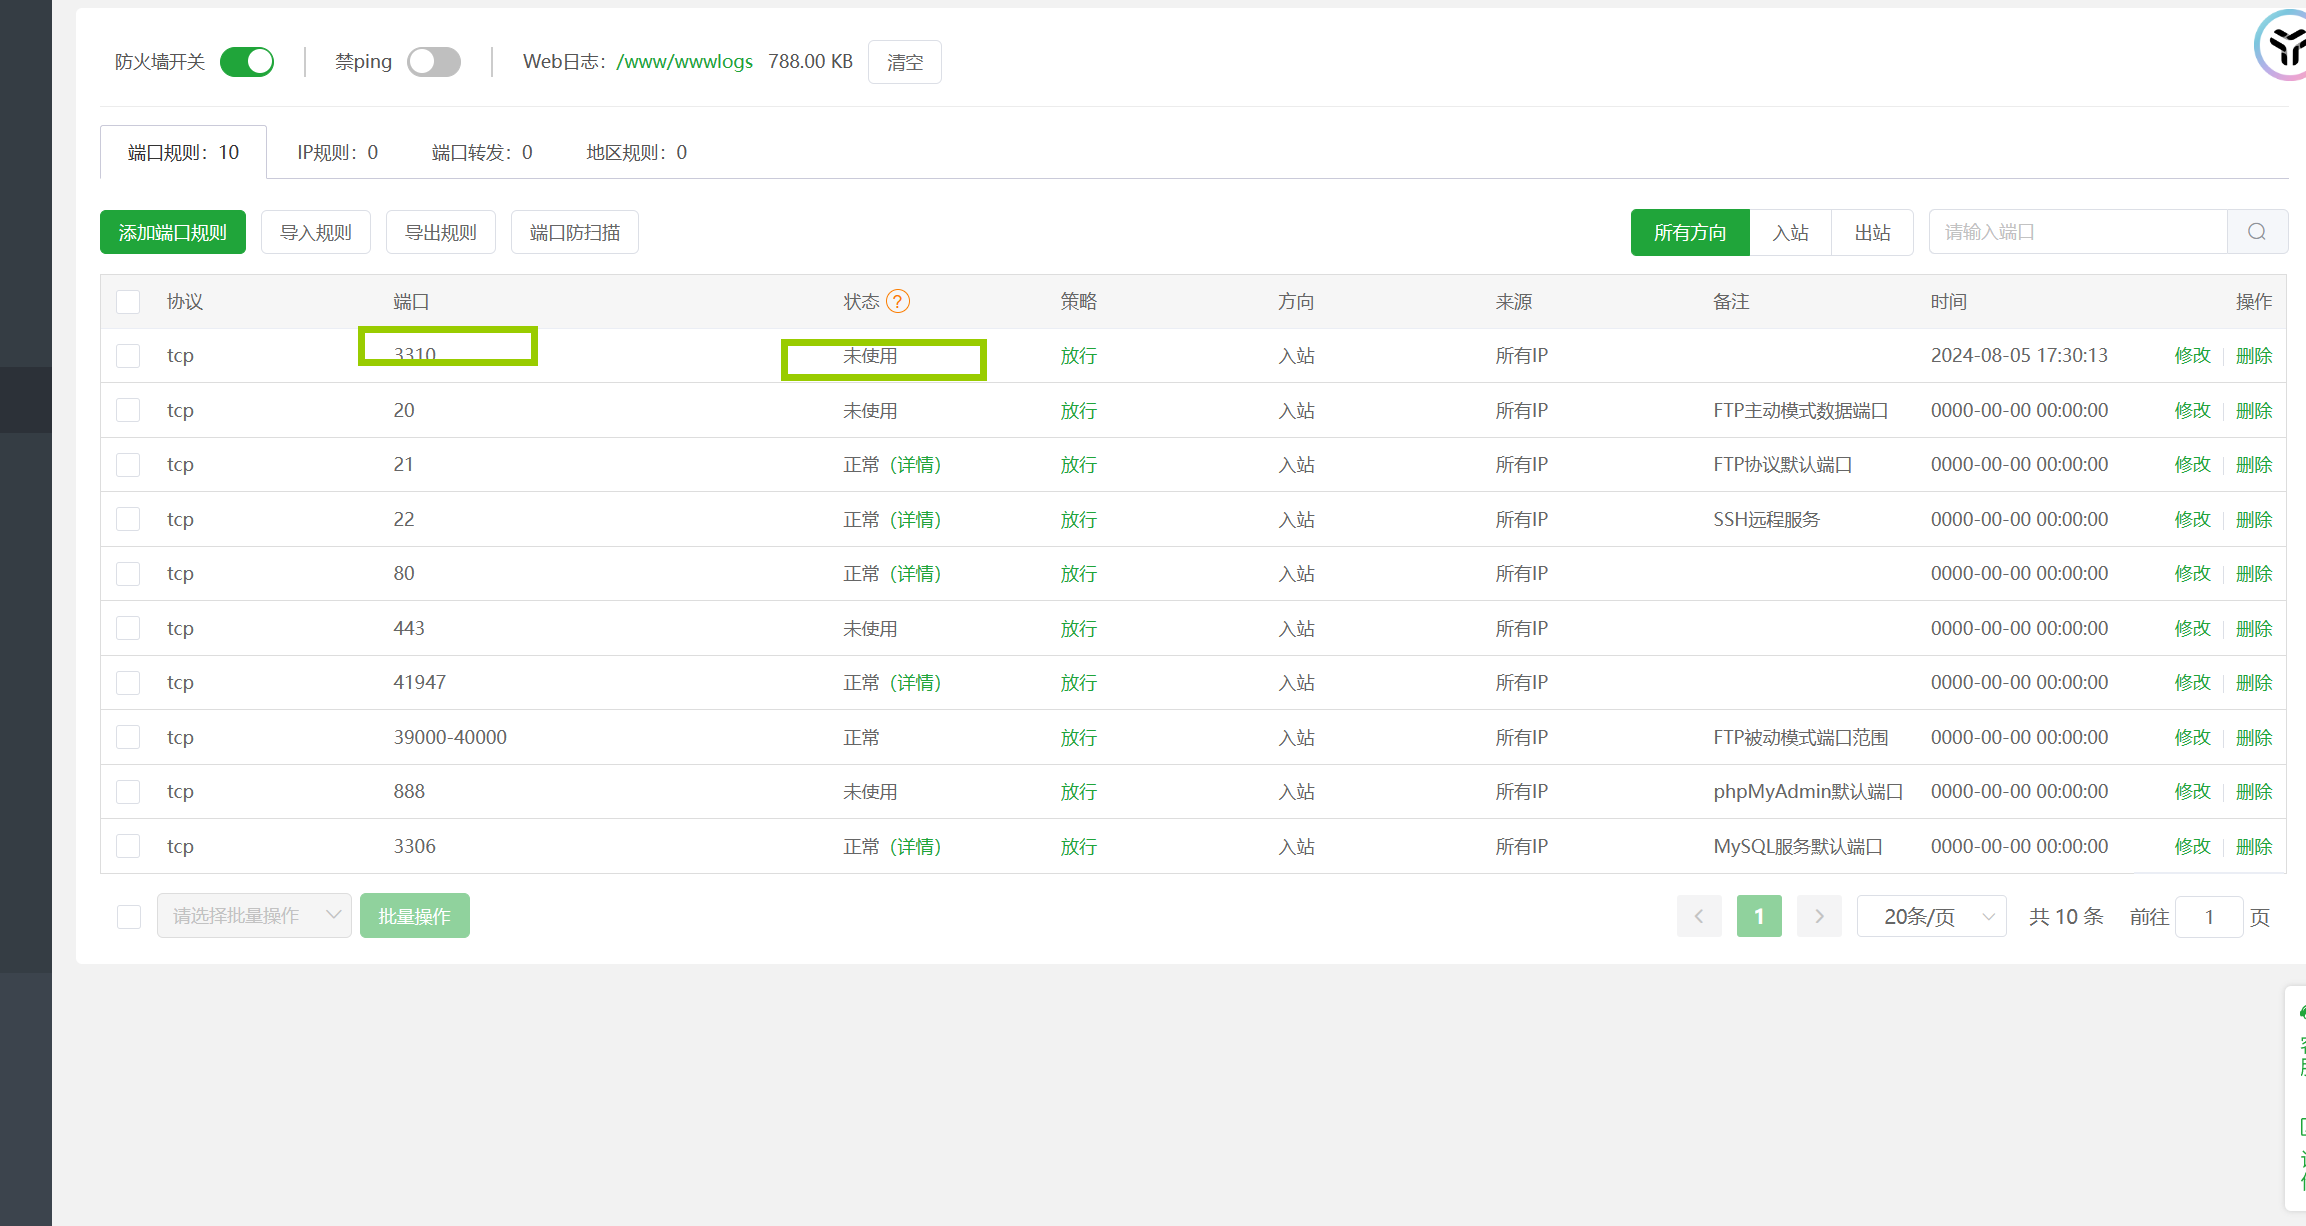 防火墙开关 禁ping Web日志：/www/wwwlogs 788.00 KB 清空
端口规则：10 IP规则：0 端口转发：0 地区规则：0
添加端口规则 导入规则 导出规则 端口防扫描 所有方向 入站 出站 请输入端口
协议 端口 状态 ? 策略 方向 来源 备注 时间 操作
tcp 3310 未使用 放行 入站 所有IP 2024-08-05 17:30:13 修改 删除
tcp 20 未使用 放行 入站 所有IP FTP主动模式数据端口 0000-00-00 00:00:00 修改 删除
tcp 21 正常（详情） 放行 入站 所有IP FTP协议默认端口 0000-00-00 00:00:00 修改 删除
tcp 22 正常（详情） 放行 入站 所有IP SSH远程服务 0000-00-00 00:00:00 修改 删除
tcp 80 正常（详情） 放行 入站 所有IP 0000-00-00 00:00:00 修改 删除
tcp 443 未使用 放行 入站 所有IP 0000-00-00 00:00:00 修改 删除
tcp 41947 正常（详情） 放行 入站 所有IP 0000-00-00 00:00:00 修改 删除
tcp 39000-40000 正常 放行 入站 所有IP FTP被动模式端口范围 0000-00-00 00:00:00 修改 删除
tcp 888 未使用 放行 入站 所有IP phpMyAdmin默认端口 0000-00-00 00:00:00 修改 删除
tcp 3306 正常（详情） 放行 入站 所有IP MySQL服务默认端口 0000-00-00 00:00:00 修改 删除
请选择批量操作 批量操作 1 20条/页 共 10 条 前往 1 页